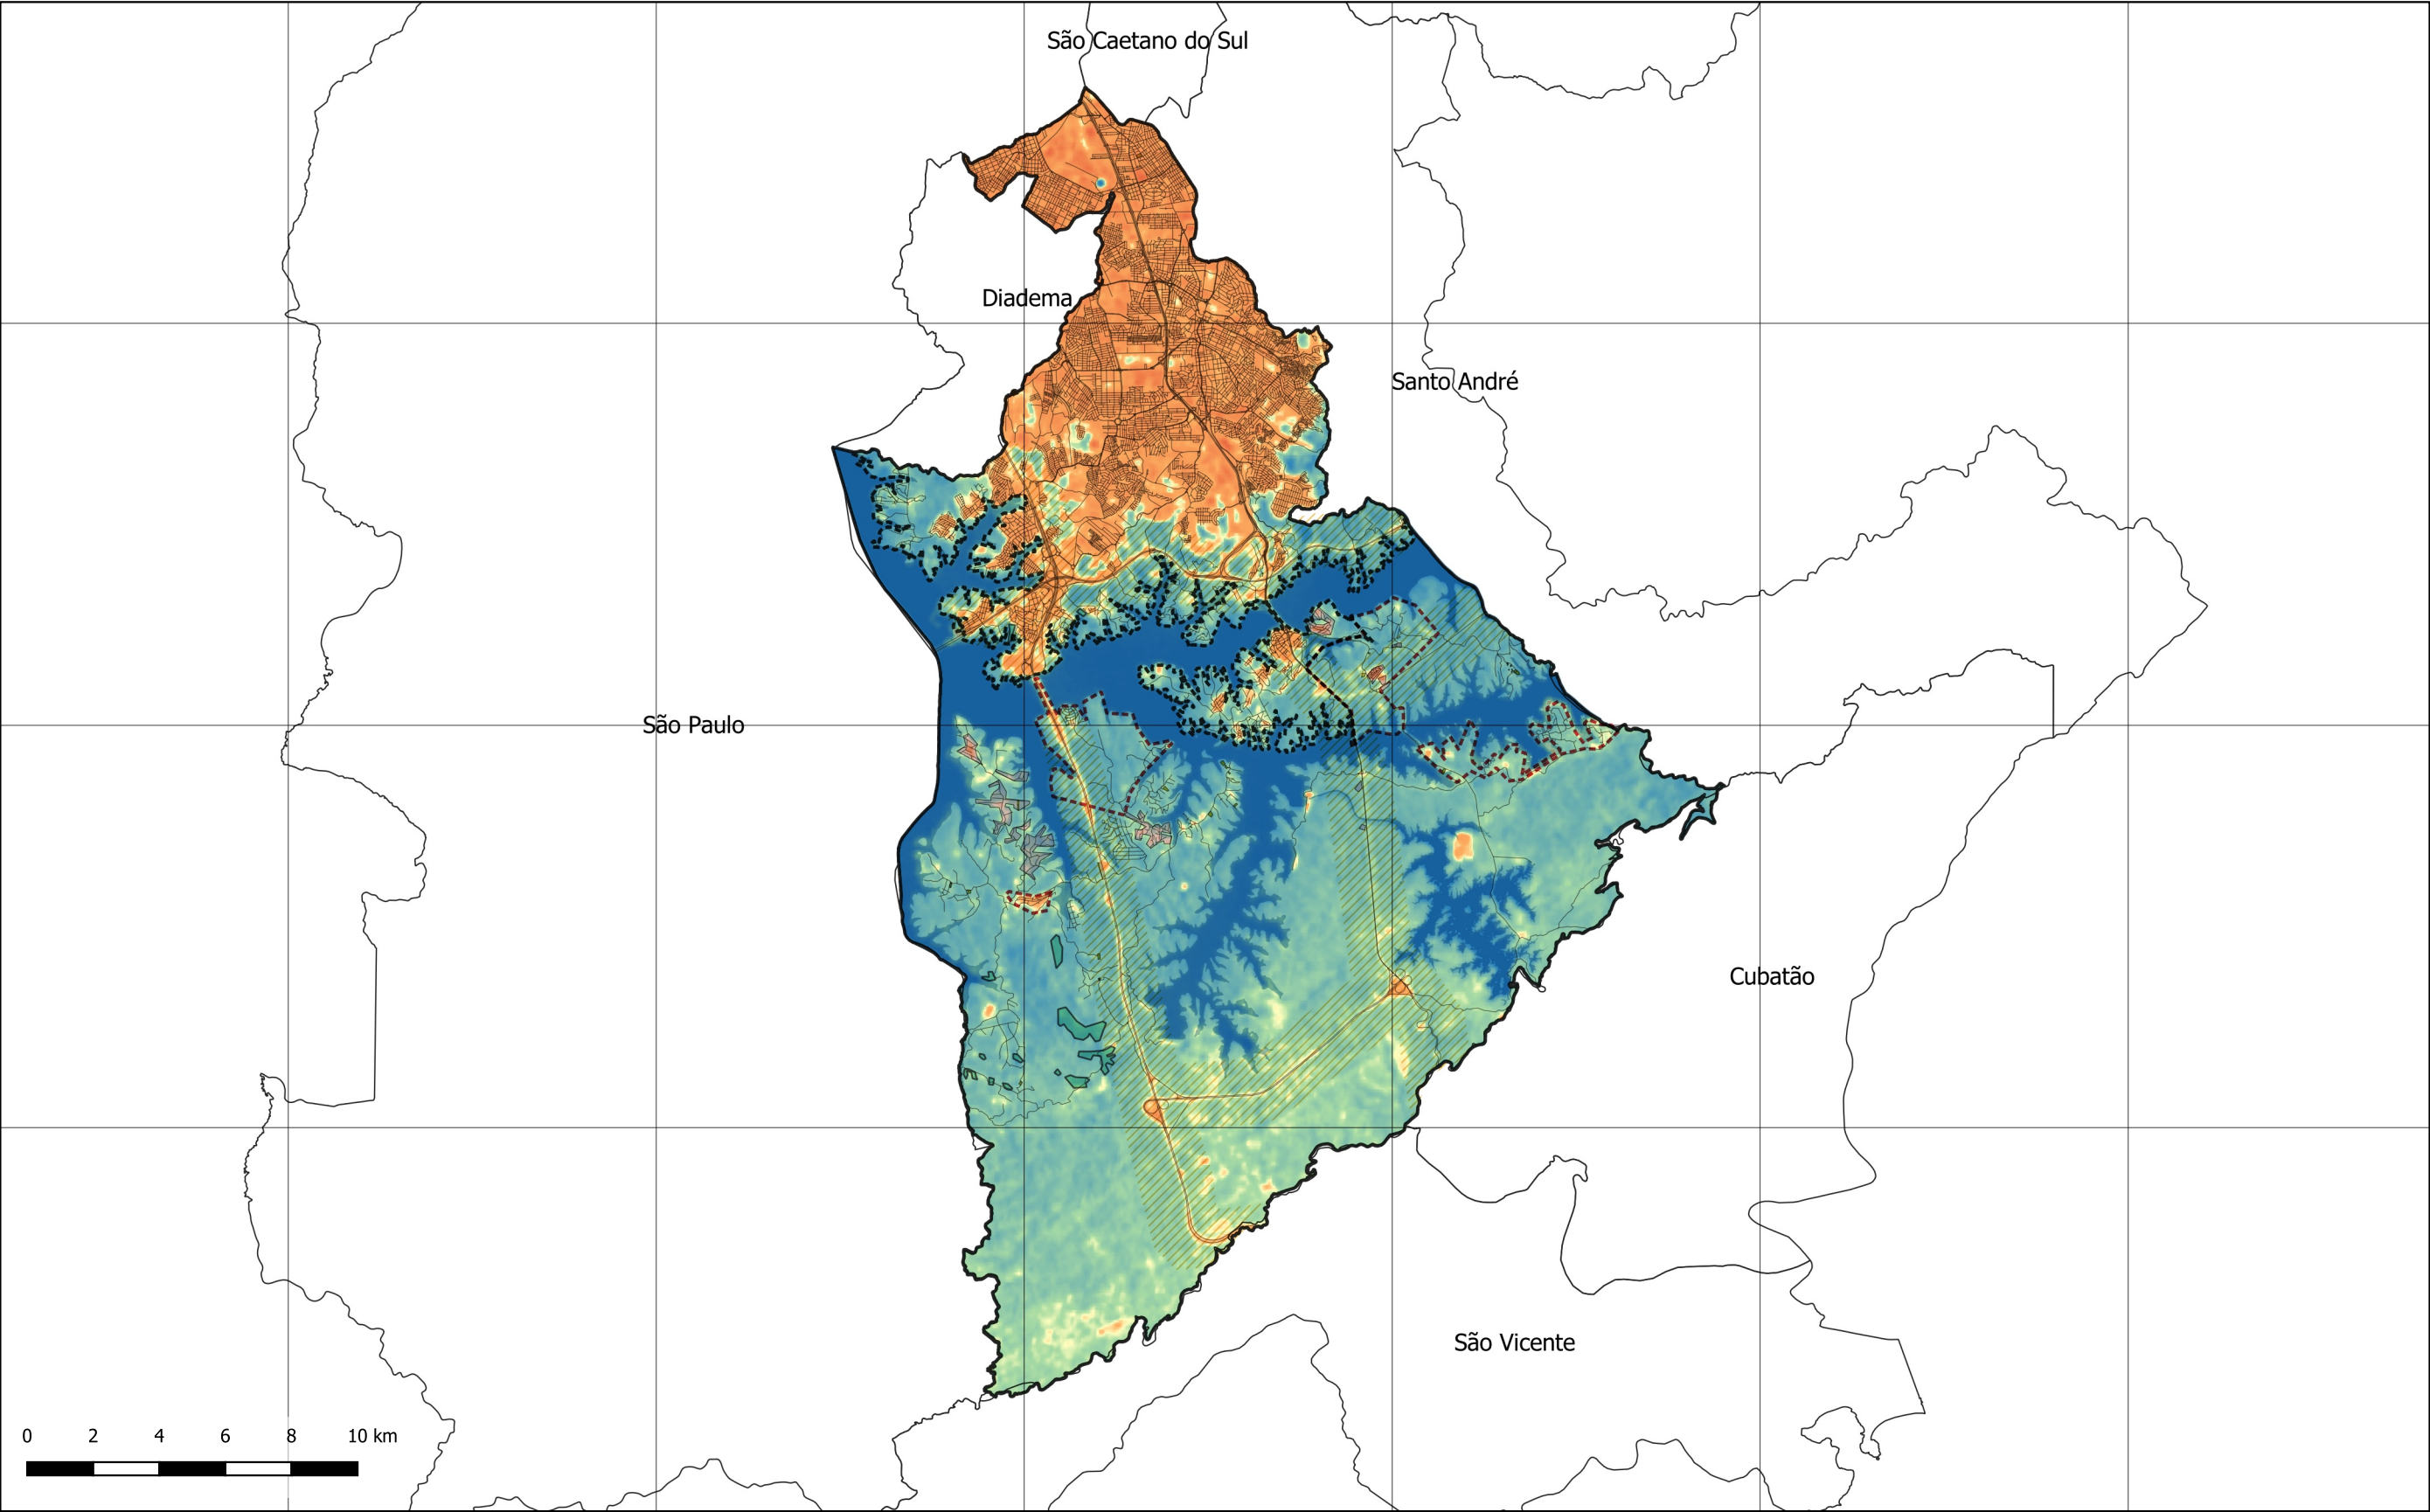 São Caetano do Sul
Diadema
Santo André
São Paulo
Cubatão
São Vicente
0 2 4 6 8 10 km